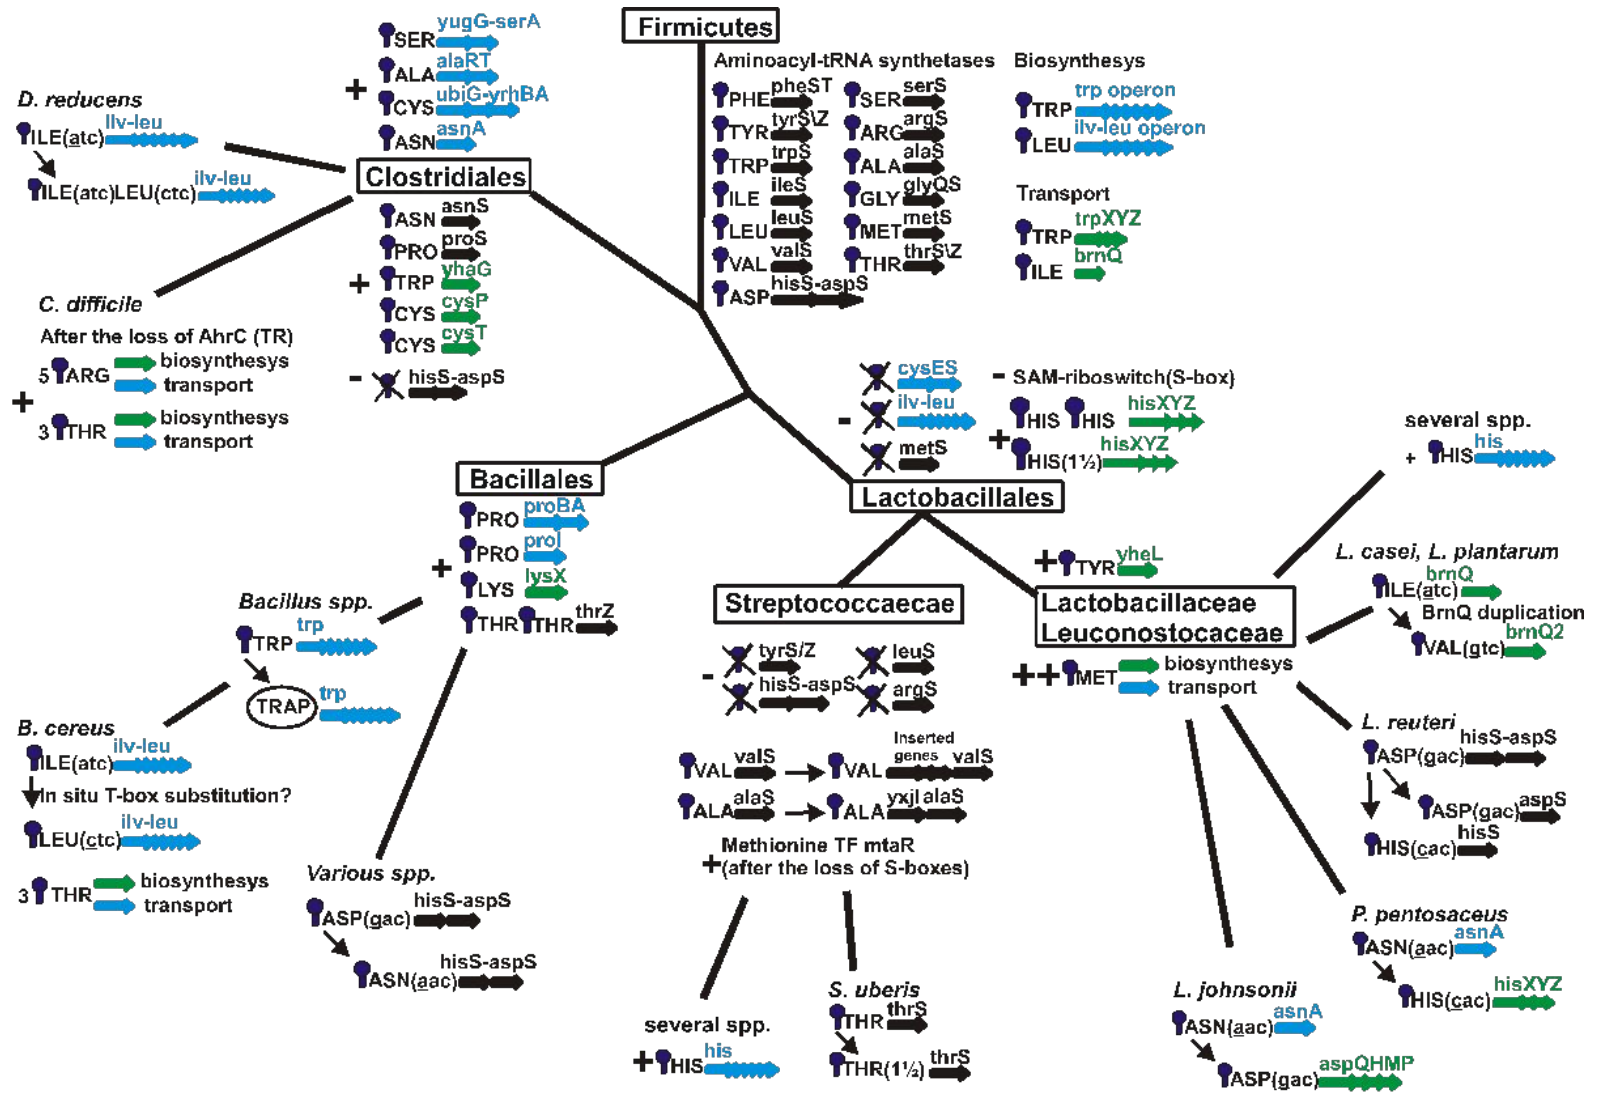 Firmicutes
Aminoacyl-tRNA synthetases
PHE pheST
SER serS
TYR tyrS\Z
ARG argS
TRP trpS
ALA alaS
ILE ileS
GLY glyQS
LEU leuS
MET metS
VAL valS
THR thrS\Z
ASP hisS-aspS
Biosynthesys
TRP trp operon
LEU ilv-leu operon
Transport
TRP trpXYZ
ILE brnQ
+
SER yugG-serA
ALA alaRT
CYS ubiG-yrhBA
ASN asnA
Clostridiales
ASN asnS
PRO proS
+
TRP yhaG
CYS cysP
CYS cysT
- hisS-aspS
D. reducens
ILE(atc) Ilv-leu
ILE(atc)LEU(ctc) ilv-leu
C. difficile
After the loss of AhrC (TR)
+
5 ARG biosynthesys
transport
3 THR biosynthesys
transport
-
cysES
ilv-leu
metS
- SAM-riboswitch(S-box)
+
HIS HIS hisXYZ
HIS(1½) hisXYZ
Bacillales
+
PRO proBA
PRO proI
LYS lysX
THR THR thrZ
Bacillus spp.
TRP trp
TRAP trp
B. cereus
ILE(atc) ilv-leu
In situ T-box substitution?
LEU(ctc) ilv-leu
3 THR biosynthesys
transport
Various spp.
ASP(gac) hisS-aspS
ASN(aac) hisS-aspS
Lactobacillales
Streptococcaecae
-
tyrS/Z
leuS
hisS-aspS
argS
VAL valS
VAL Inserted genes valS
ALA alaS
ALA yxjI alaS
+ Methionine TF mtaR
(after the loss of S-boxes)
several spp.
+ HIS his
S. uberis
THR thrS
THR(1½) thrS
+ TYR yheL
Lactobacillaceae
Leuconostocaceae
++ MET biosynthesys
transport
several spp.
+ HIS his
L. casei, L. plantarum
ILE(atc) brnQ
BrnQ duplication
VAL(gtc) brnQ2
L. reuteri
ASP(gac) hisS-aspS
ASP(gac) aspS
HIS(cac) hisS
P. pentosaceus
ASN(aac) asnA
HIS(cac) hisXYZ
L. johnsonii
ASN(aac) asnA
ASP(gac) aspQHMP